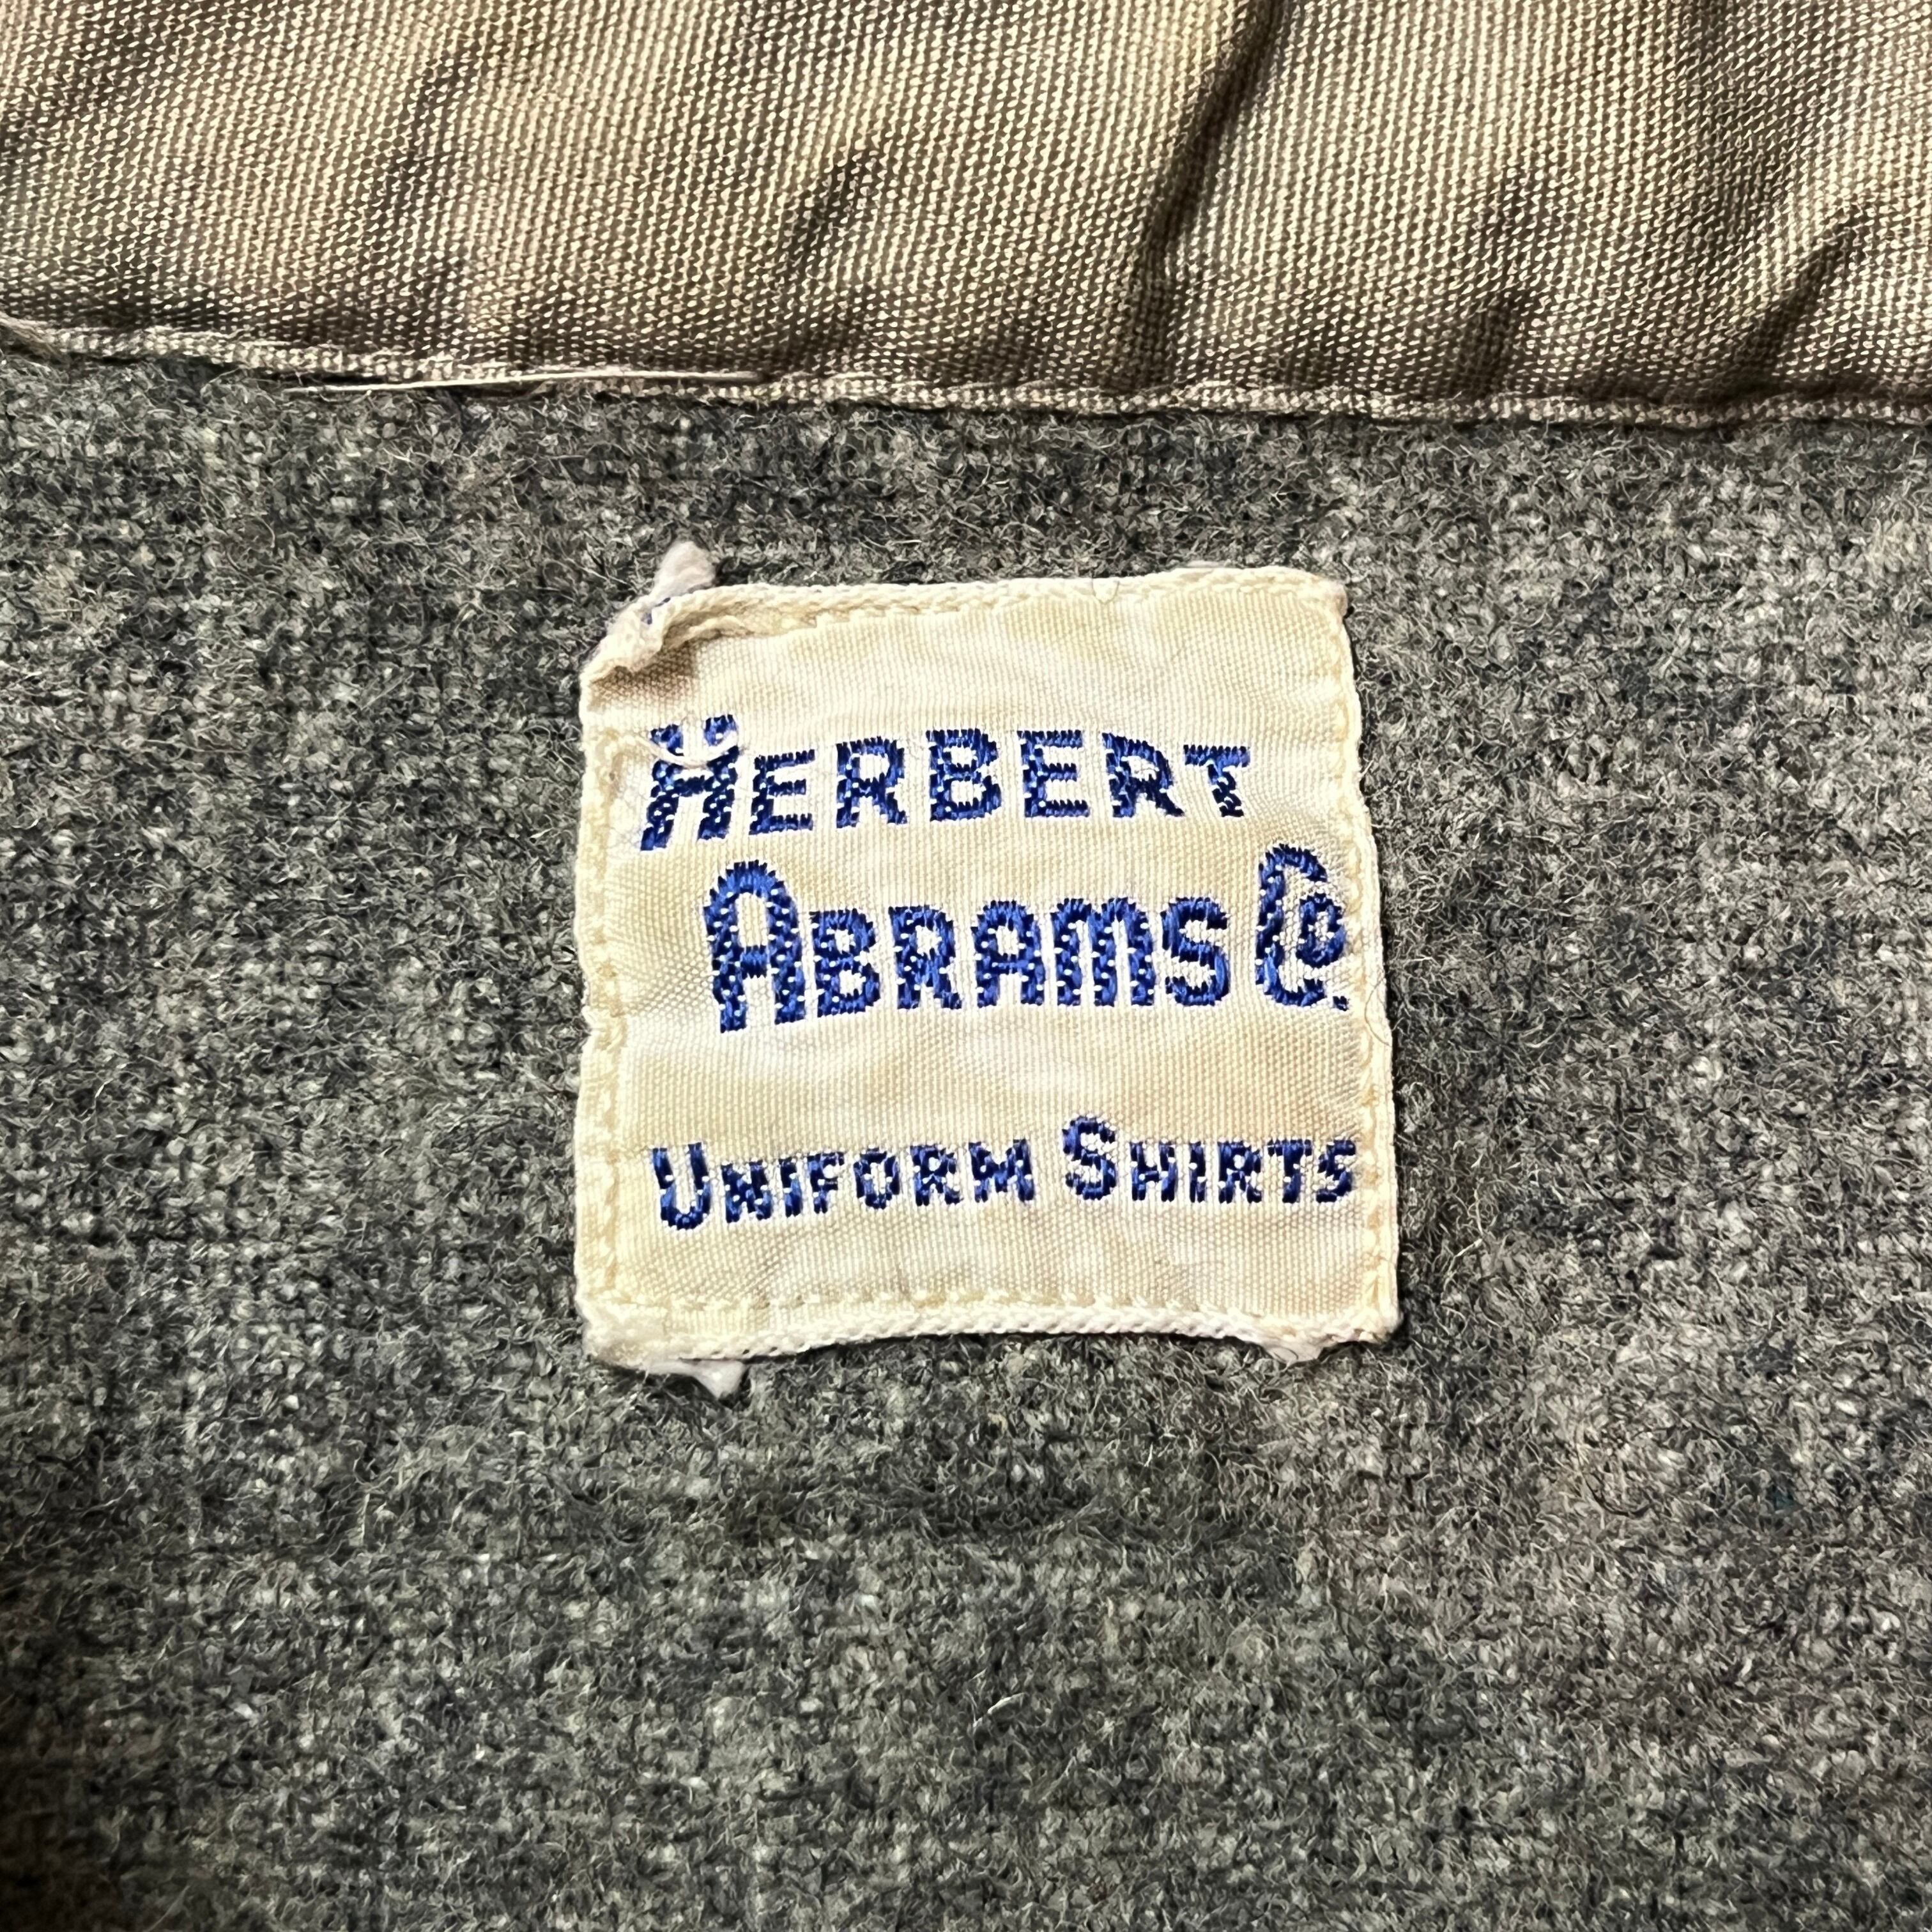 HERBERT
ABRAMS Co.
UNIFORM SHIRTS